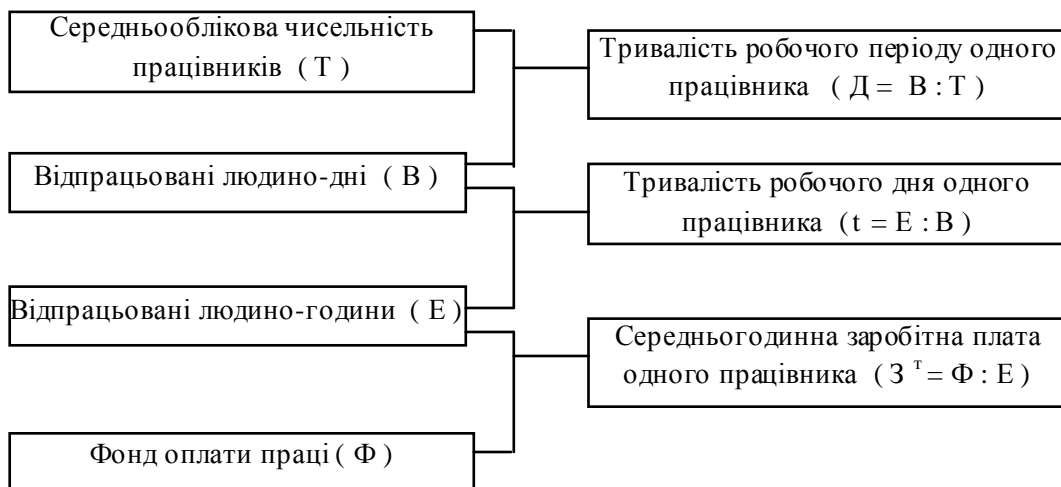 Середньооблікова чисельність
працівників ( Т )
Тривалість робочого періоду одного
працівника ( Д = В : Т )
Відпрацьовані людино-дні ( В )
Тривалість робочого дня одного
працівника ( t = Е : В )
Відпрацьовані людино-години ( Е )
Середньогодинна заробітна плата
одного працівника ( З ᵀ = Ф : Е )
Фонд оплати праці ( Ф )